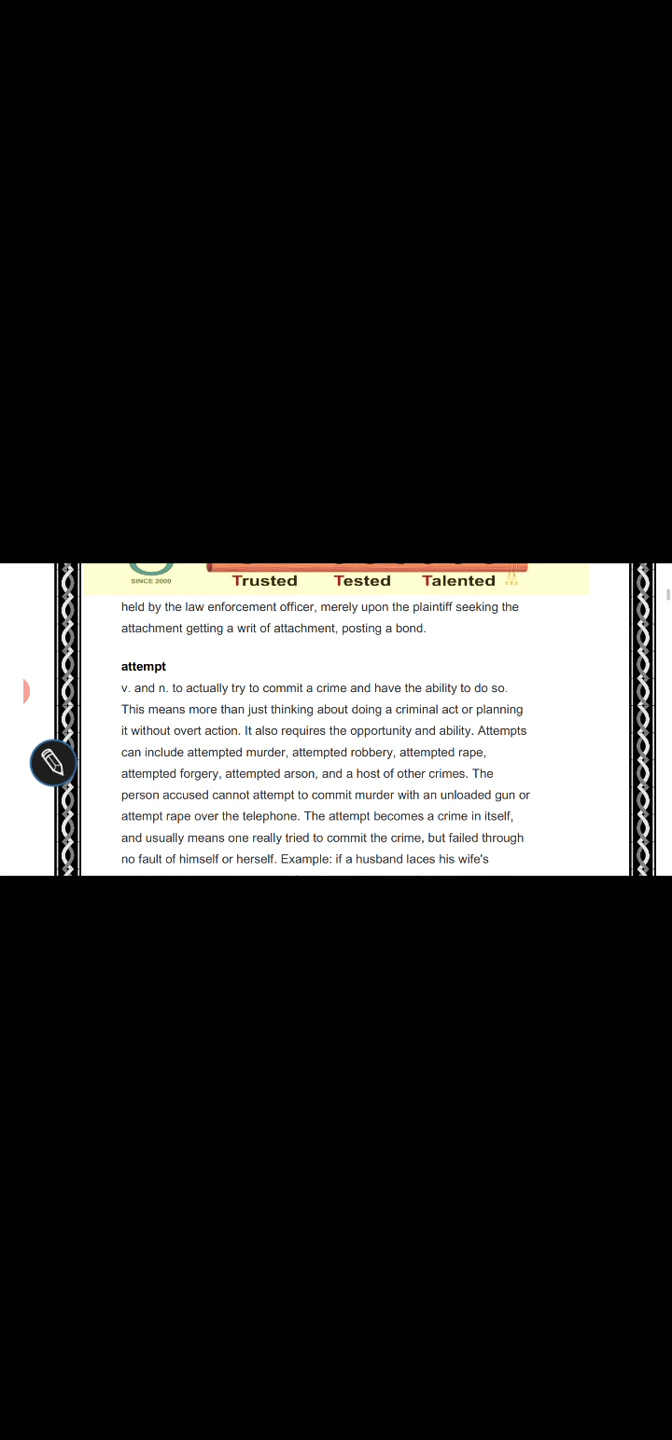 SINCE 2000
Trusted Tested Talented
held by the law enforcement officer, merely upon the plaintiff seeking the
attachment getting a writ of attachment, posting a bond.
attempt
v. and n. to actually try to commit a crime and have the ability to do so.
This means more than just thinking about doing a criminal act or planning
it without overt action. It also requires the opportunity and ability. Attempts
can include attempted murder, attempted robbery, attempted rape,
attempted forgery, attempted arson, and a host of other crimes. The
person accused cannot attempt to commit murder with an unloaded gun or
attempt rape over the telephone. The attempt becomes a crime in itself,
and usually means one really tried to commit the crime, but failed through
no fault of himself or herself. Example: if a husband laces his wife's